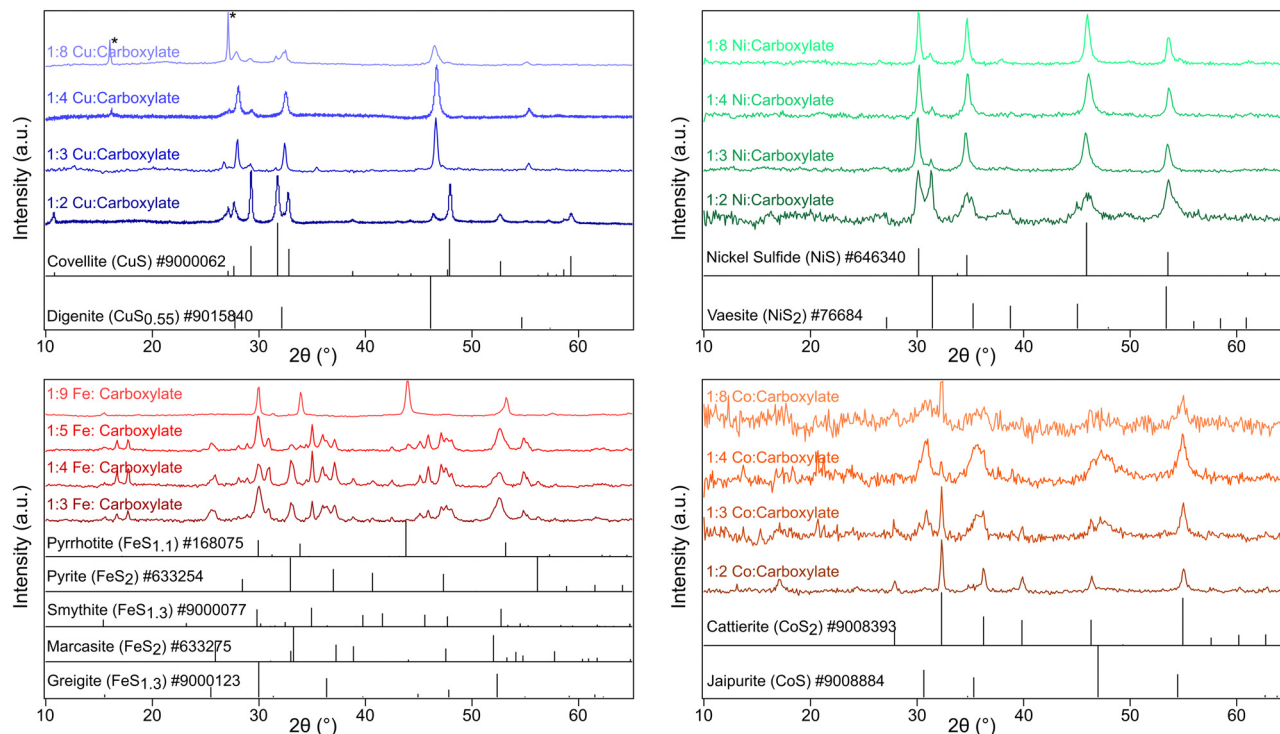 *
*
1:8 Cu:Carboxylate
1:4 Cu:Carboxylate
1:3 Cu:Carboxylate
1:2 Cu:Carboxylate
Covellite (CuS) #9000062
Digenite (CuS0.55) #9015840
Intensity (a.u.)
10 20 30 40 50 60
2θ (°)
1:8 Ni:Carboxylate
1:4 Ni:Carboxylate
1:3 Ni:Carboxylate
1:2 Ni:Carboxylate
Nickel Sulfide (NiS) #646340
Vaesite (NiS2) #76684
Intensity (a.u.)
10 20 30 40 50 60
2θ (°)
1:9 Fe: Carboxylate
1:5 Fe: Carboxylate
1:4 Fe: Carboxylate
1:3 Fe: Carboxylate
Pyrrhotite (FeS1.1) #168075
Pyrite (FeS2) #633254
Smythite (FeS1.3) #9000077
Marcasite (FeS2) #633275
Greigite (FeS1.3) #9000123
Intensity (a.u.)
10 20 30 40 50 60
2θ (°)
1:8 Co:Carboxylate
1:4 Co:Carboxylate
1:3 Co:Carboxylate
1:2 Co:Carboxylate
Cattierite (CoS2) #9008393
Jaipurite (CoS) #9008884
Intensity (a.u.)
10 20 30 40 50 60
2θ (°)